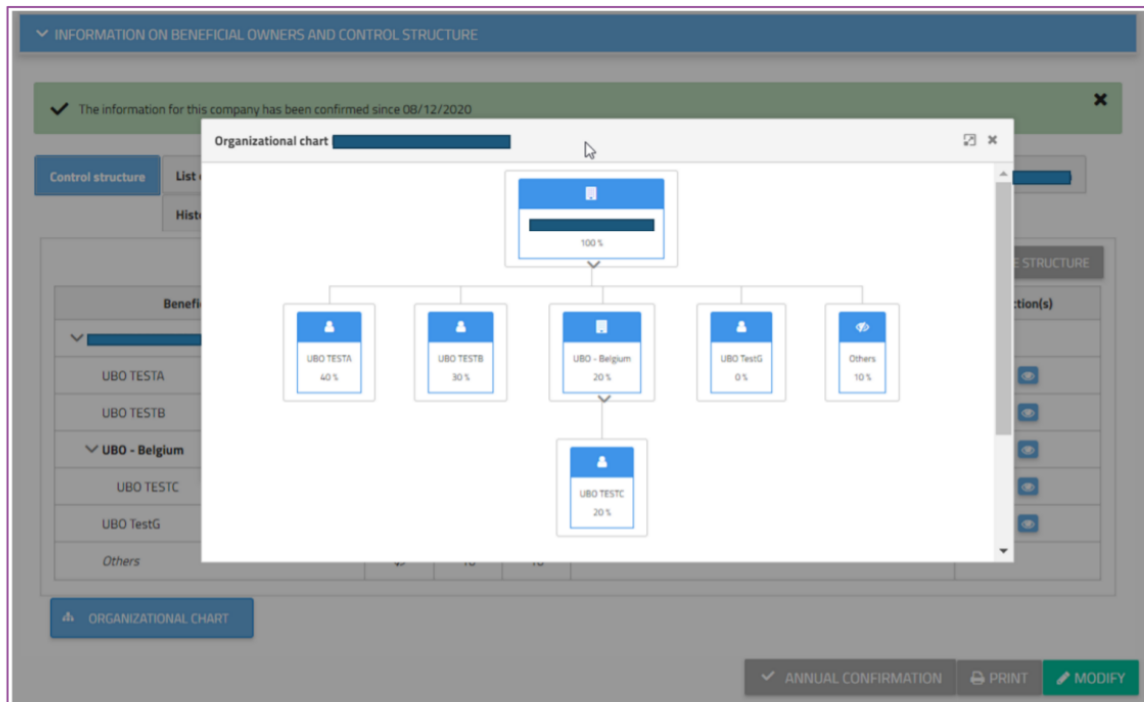 INFORMATION ON BENEFICIAL OWNERS AND CONTROL STRUCTURE
The information for this company has been confirmed since 08/12/2020
Organizational chart
Control structure
List
100 %
UBO TESTA
40 %
UBO TESTB
30 %
UBO - Belgium
20 %
UBO TestG
0 %
Others
10 %
UBO TESTC
20 %
STRUCTURE
UBO TESTA
UBO TESTB
UBO - Belgium
UBO TESTC
UBO TestG
Others
ORGANIZATIONAL CHART
ANNUAL CONFIRMATION
PRINT
MODIFY